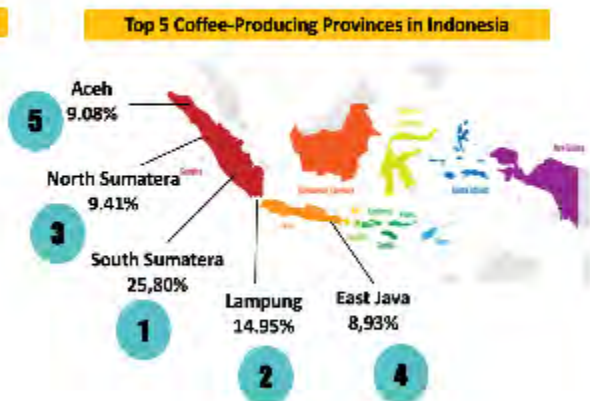 Top 5 Coffee-Producing Provinces in Indonesia
Aceh
9.08%
5
North Sumatera
9.41%
3
South Sumatera
25,80%
1
Lampung
14.95%
2
East Java
8,93%
4